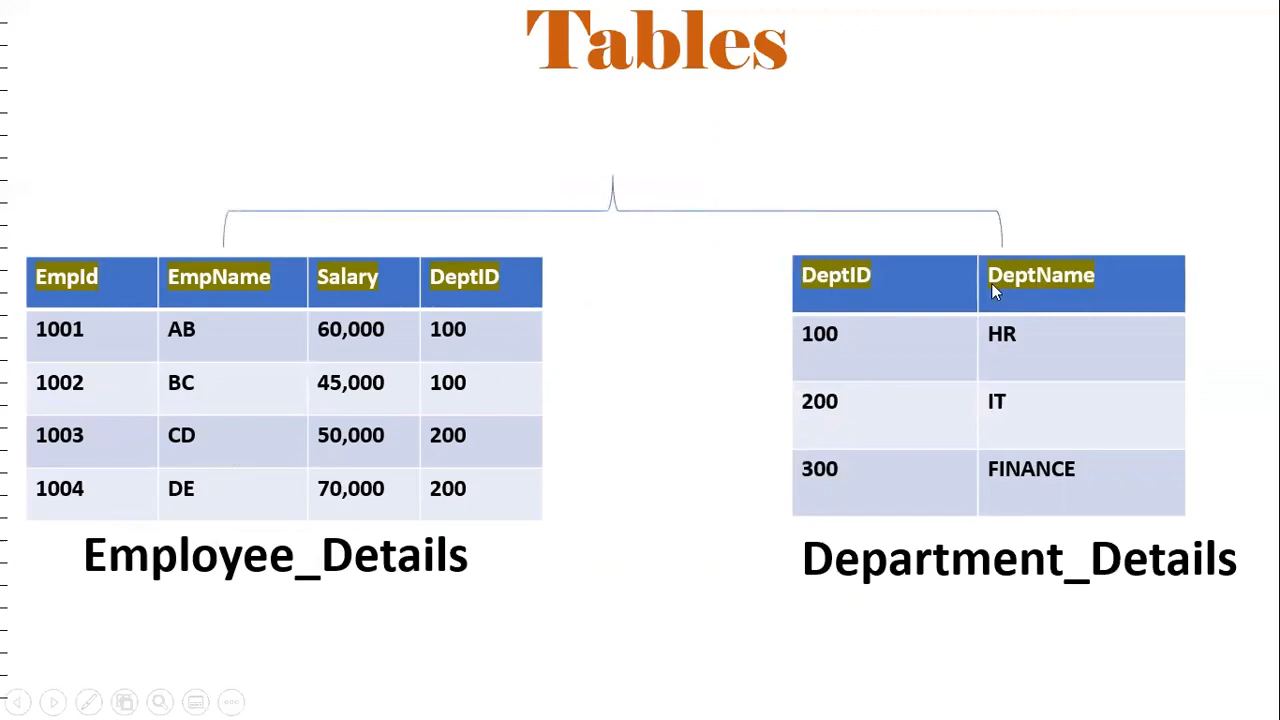 Tables
EmpId EmpName Salary DeptID
1001 AB 60,000 100
1002 BC 45,000 100
1003 CD 50,000 200
1004 DE 70,000 200
Employee_Details
DeptID DeptName
100 HR
200 IT
300 FINANCE
Department_Details